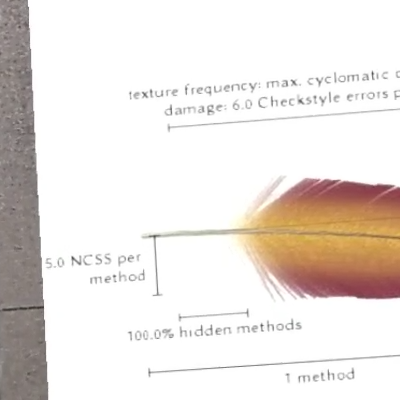 texture frequency: max. cyclomatic
damage: 6.0 Checkstyle errors
5.0 NCSS per
method
100.0% hidden methods
1 method